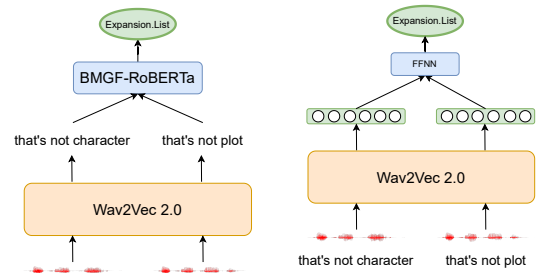 Expansion.List
BMGF-RoBERTa
that's not character
that's not plot
Wav2Vec 2.0
Expansion.List
FFNN
Wav2Vec 2.0
that's not character
that's not plot